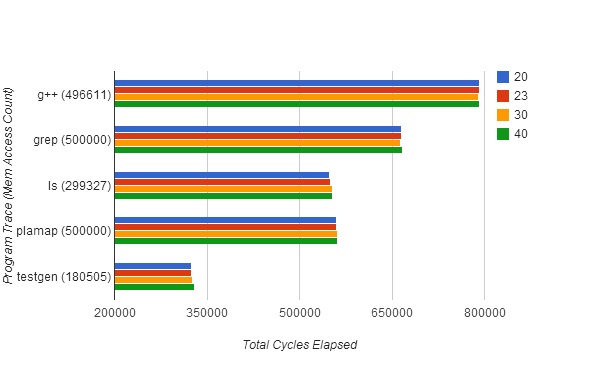 Program Trace (Mem Access Count)
g++ (496611)
grep (500000)
ls (299327)
plamap (500000)
testgen (180505)
200000 350000 500000 650000 800000
Total Cycles Elapsed
20
23
30
40